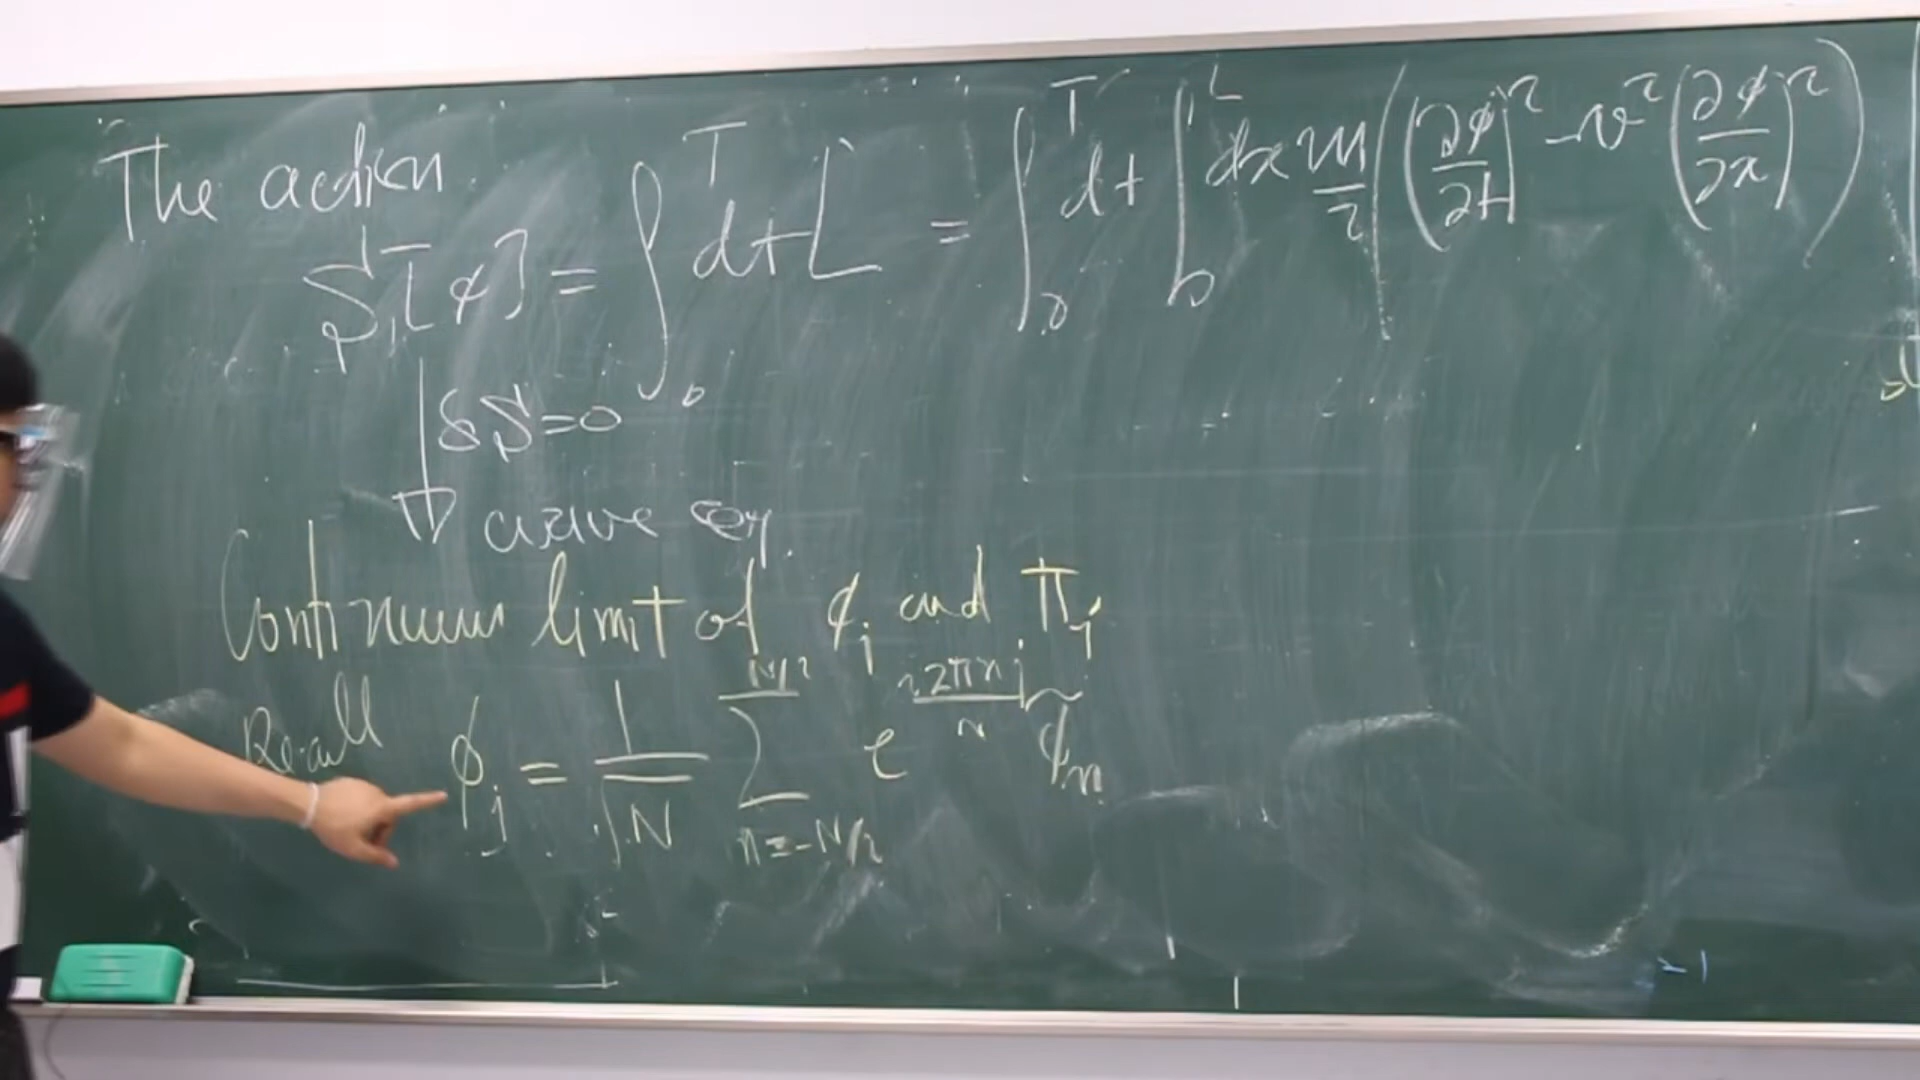 The action
S[φ] = ∫₀ᵀ dt L = ∫₀ᵀ dt ∫₀ᴸ dx m/2 ( (∂φ/∂t)² − v² (∂φ/∂x)² )
δS=0
wave eq.
Continuum limit of φⱼ and πⱼ
Recall φⱼ = 1/√N ∑_{n=-N/2}^{N/2} e^{i2πnj/N} φ̃ₙ